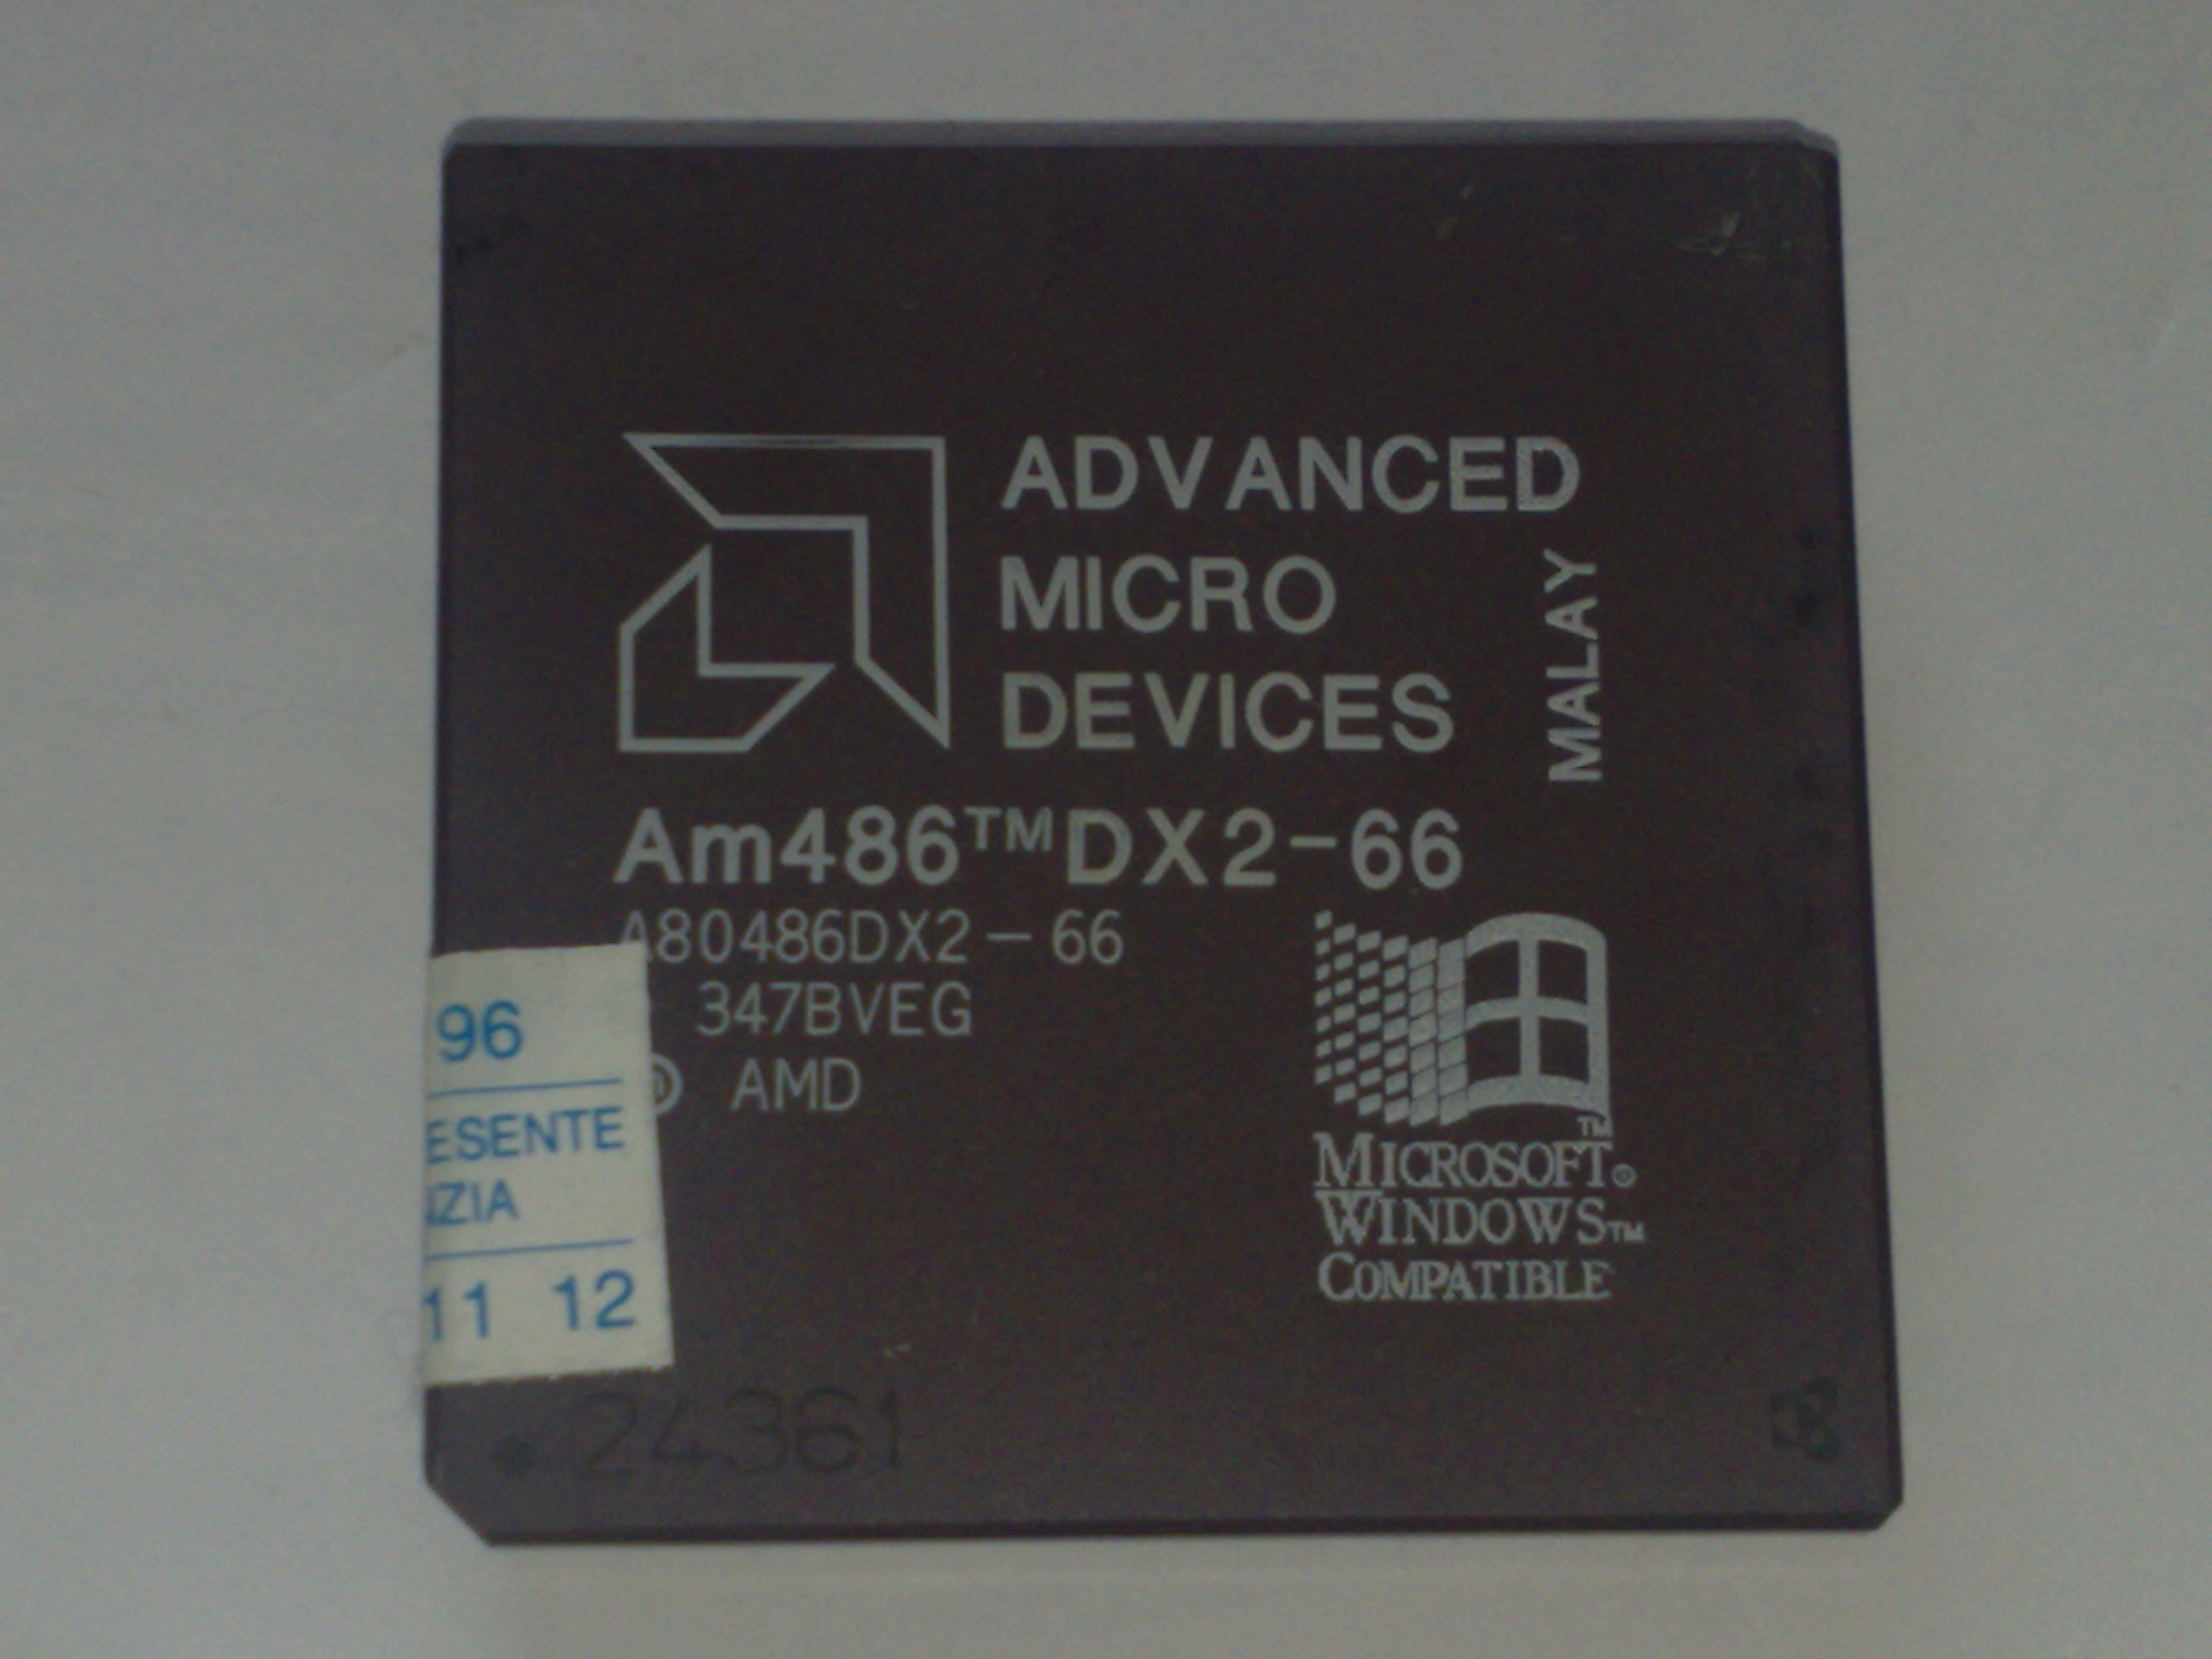 ADVANCED
MICRO
DEVICES
MALAY
Am486™DX2-66
A80486DX2-66
347BVEG
AMD
96
ESENTE
ZIA
11 12
TM
MICROSOFT®
WINDOWS™
COMPATIBLE
24361